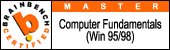 BRAINBENCH
CERTIFIED
b
MASTER
Computer Fundamentals
(Win 95/98)